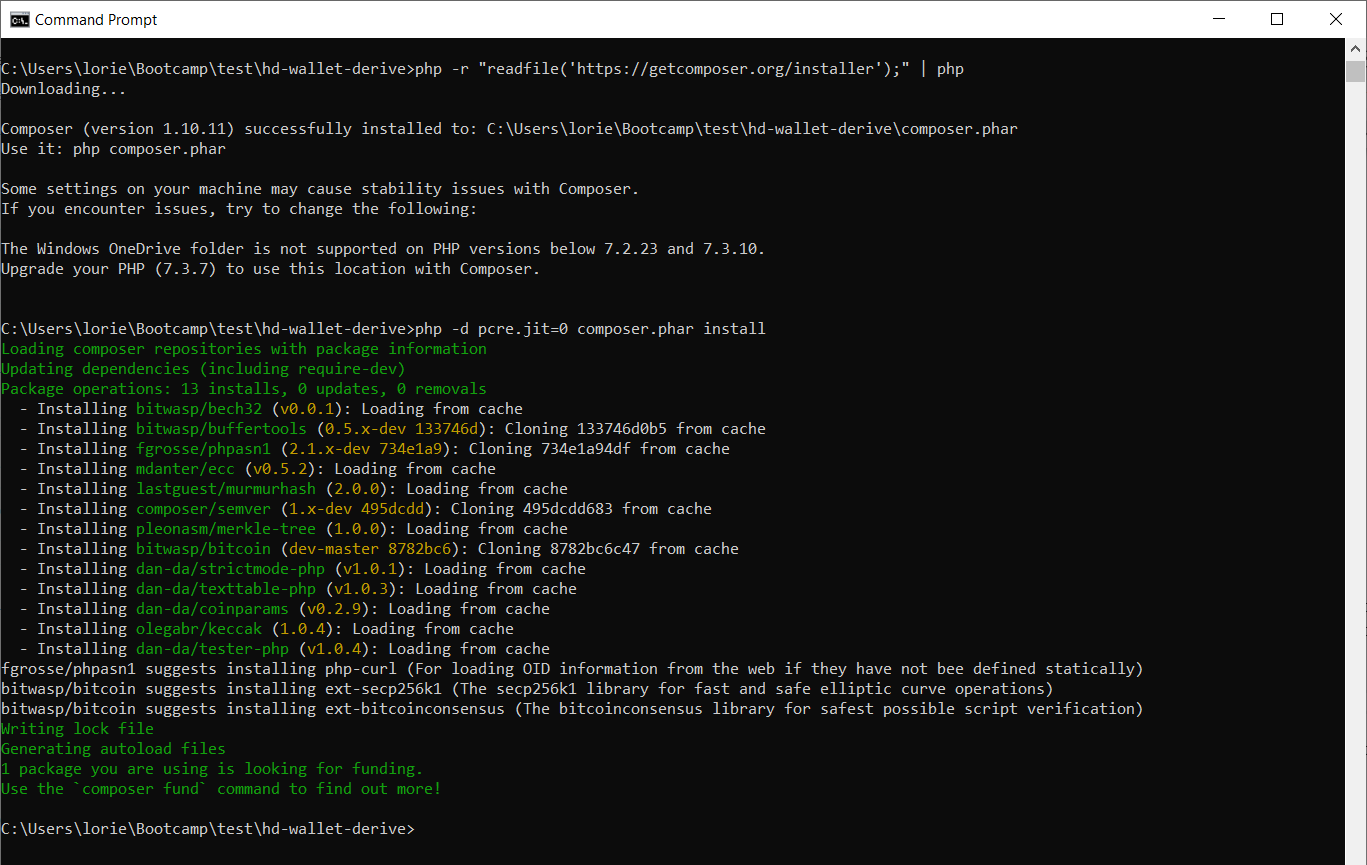 Command Prompt
C:\Users\lorie\Bootcamp\test\hd-wallet-derive>php -r "readfile('https://getcomposer.org/installer');" | php
Downloading...
Composer (version 1.10.11) successfully installed to: C:\Users\lorie\Bootcamp\test\hd-wallet-derive\composer.phar
Use it: php composer.phar
Some settings on your machine may cause stability issues with Composer.
If you encounter issues, try to change the following:
The Windows OneDrive folder is not supported on PHP versions below 7.2.23 and 7.3.10.
Upgrade your PHP (7.3.7) to use this location with Composer.
C:\Users\lorie\Bootcamp\test\hd-wallet-derive>php -d pcre.jit=0 composer.phar install
Loading composer repositories with package information
Updating dependencies (including require-dev)
Package operations: 13 installs, 0 updates, 0 removals
  - Installing bitwasp/bech32 (v0.0.1): Loading from cache
  - Installing bitwasp/buffertools (0.5.x-dev 133746d): Cloning 133746d0b5 from cache
  - Installing fgrosse/phpasn1 (2.1.x-dev 734e1a9): Cloning 734e1a94df from cache
  - Installing mdanter/ecc (v0.5.2): Loading from cache
  - Installing lastguest/murmurhash (2.0.0): Loading from cache
  - Installing composer/semver (1.x-dev 495dcdd): Cloning 495dcdd683 from cache
  - Installing pleonasm/merkle-tree (1.0.0): Loading from cache
  - Installing bitwasp/bitcoin (dev-master 8782bc6): Cloning 8782bc6c47 from cache
  - Installing dan-da/strictmode-php (v1.0.1): Loading from cache
  - Installing dan-da/texttable-php (v1.0.3): Loading from cache
  - Installing dan-da/coinparams (v0.2.9): Loading from cache
  - Installing olegabr/keccak (1.0.4): Loading from cache
  - Installing dan-da/tester-php (v1.0.4): Loading from cache
fgrosse/phpasn1 suggests installing php-curl (For loading OID information from the web if they have not bee defined statically)
bitwasp/bitcoin suggests installing ext-secp256k1 (The secp256k1 library for fast and safe elliptic curve operations)
bitwasp/bitcoin suggests installing ext-bitcoinconsensus (The bitcoinconsensus library for safest possible script verification)
Writing lock file
Generating autoload files
1 package you are using is looking for funding.
Use the `composer fund` command to find out more!
C:\Users\lorie\Bootcamp\test\hd-wallet-derive>